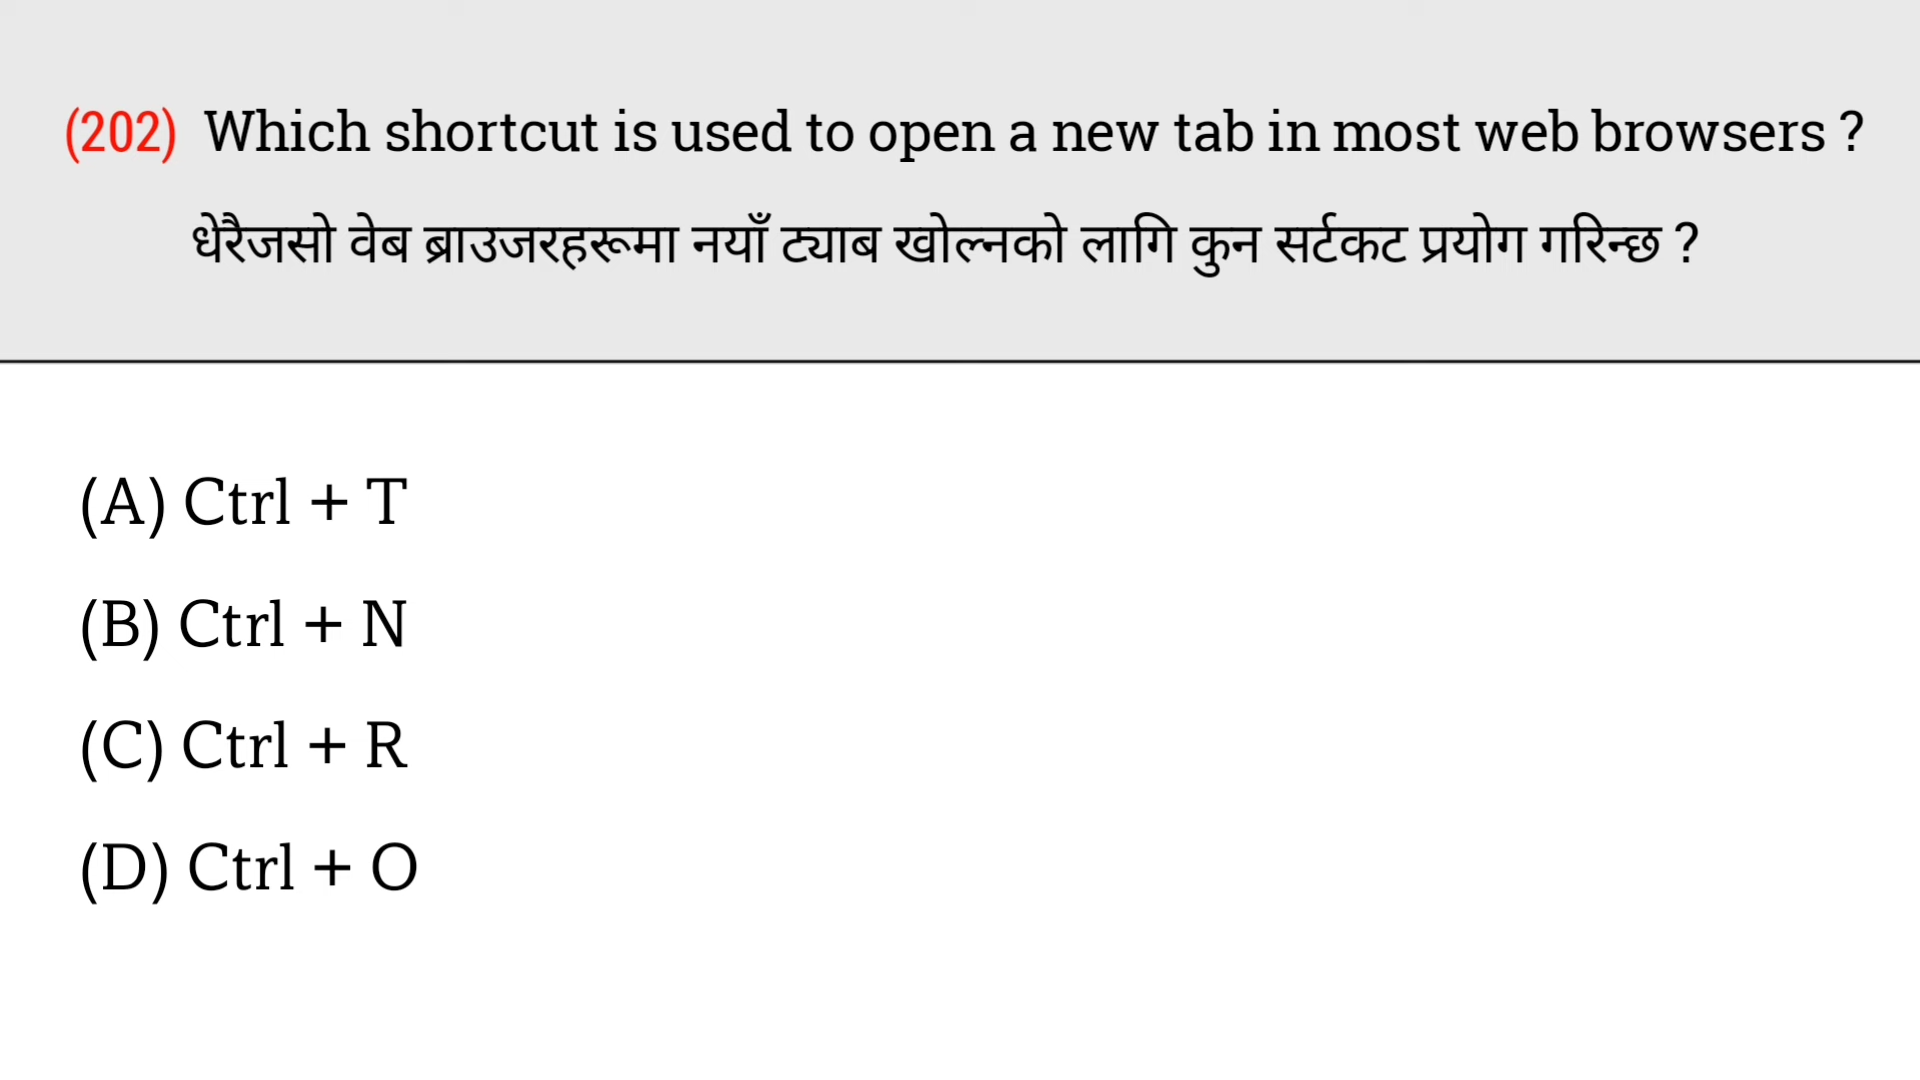 (202) Which shortcut is used to open a new tab in most web browsers ?
धेरैजसो वेब ब्राउजरहरूमा नयाँ ट्याब खोल्नको लागि कुन सर्टकट प्रयोग गरिन्छ ?
(A) Ctrl + T
(B) Ctrl + N
(C) Ctrl + R
(D) Ctrl + O